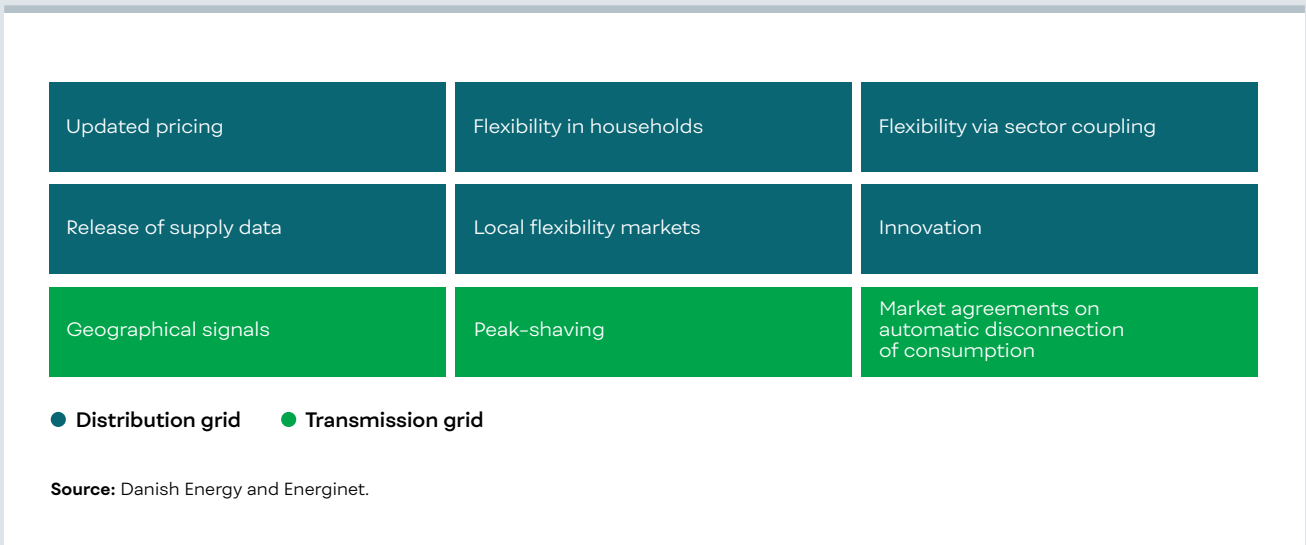 Updated pricing
Flexibility in households
Flexibility via sector coupling
Release of supply data
Local flexibility markets
Innovation
Geographical signals
Peak-shaving
Market agreements on
automatic disconnection
of consumption
Distribution grid
Transmission grid
Source: Danish Energy and Energinet.